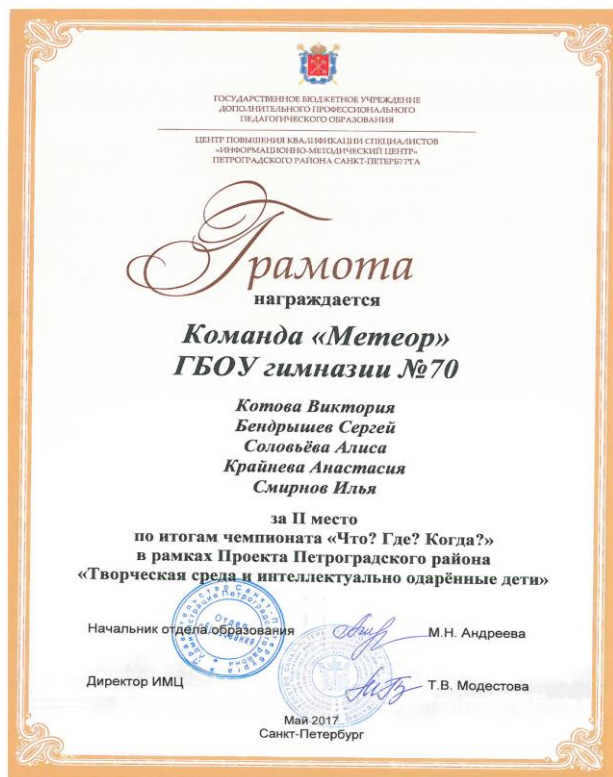 ГОСУДАРСТВЕННОЕ БЮДЖЕТНОЕ УЧРЕЖДЕНИЕ
ДОПОЛНИТЕЛЬНОГО ПРОФЕССИОНАЛЬНОГО
ПЕДАГОГИЧЕСКОГО ОБРАЗОВАНИЯ
ЦЕНТР ПОВЫШЕНИЯ КВАЛИФИКАЦИИ СПЕЦИАЛИСТОВ
«ИНФОРМАЦИОННО-МЕТОДИЧЕСКИЙ ЦЕНТР»
ПЕТРОГРАДСКОГО РАЙОНА САНКТ-ПЕТЕРБУРГА
Грамота
награждается
Команда «Метеор»
ГБОУ гимназии №70
Котова Виктория
Бендрышев Сергей
Соловьёва Алиса
Крайнева Анастасия
Смирнов Илья
за II место
по итогам чемпионата «Что? Где? Когда?»
в рамках Проекта Петроградского района
«Творческая среда и интеллектуально одарённые дети»
Начальник отдела образования М.Н. Андреева
Отдел
образования
Директор ИМЦ Т.В. Модестова
Май 2017
Санкт-Петербург